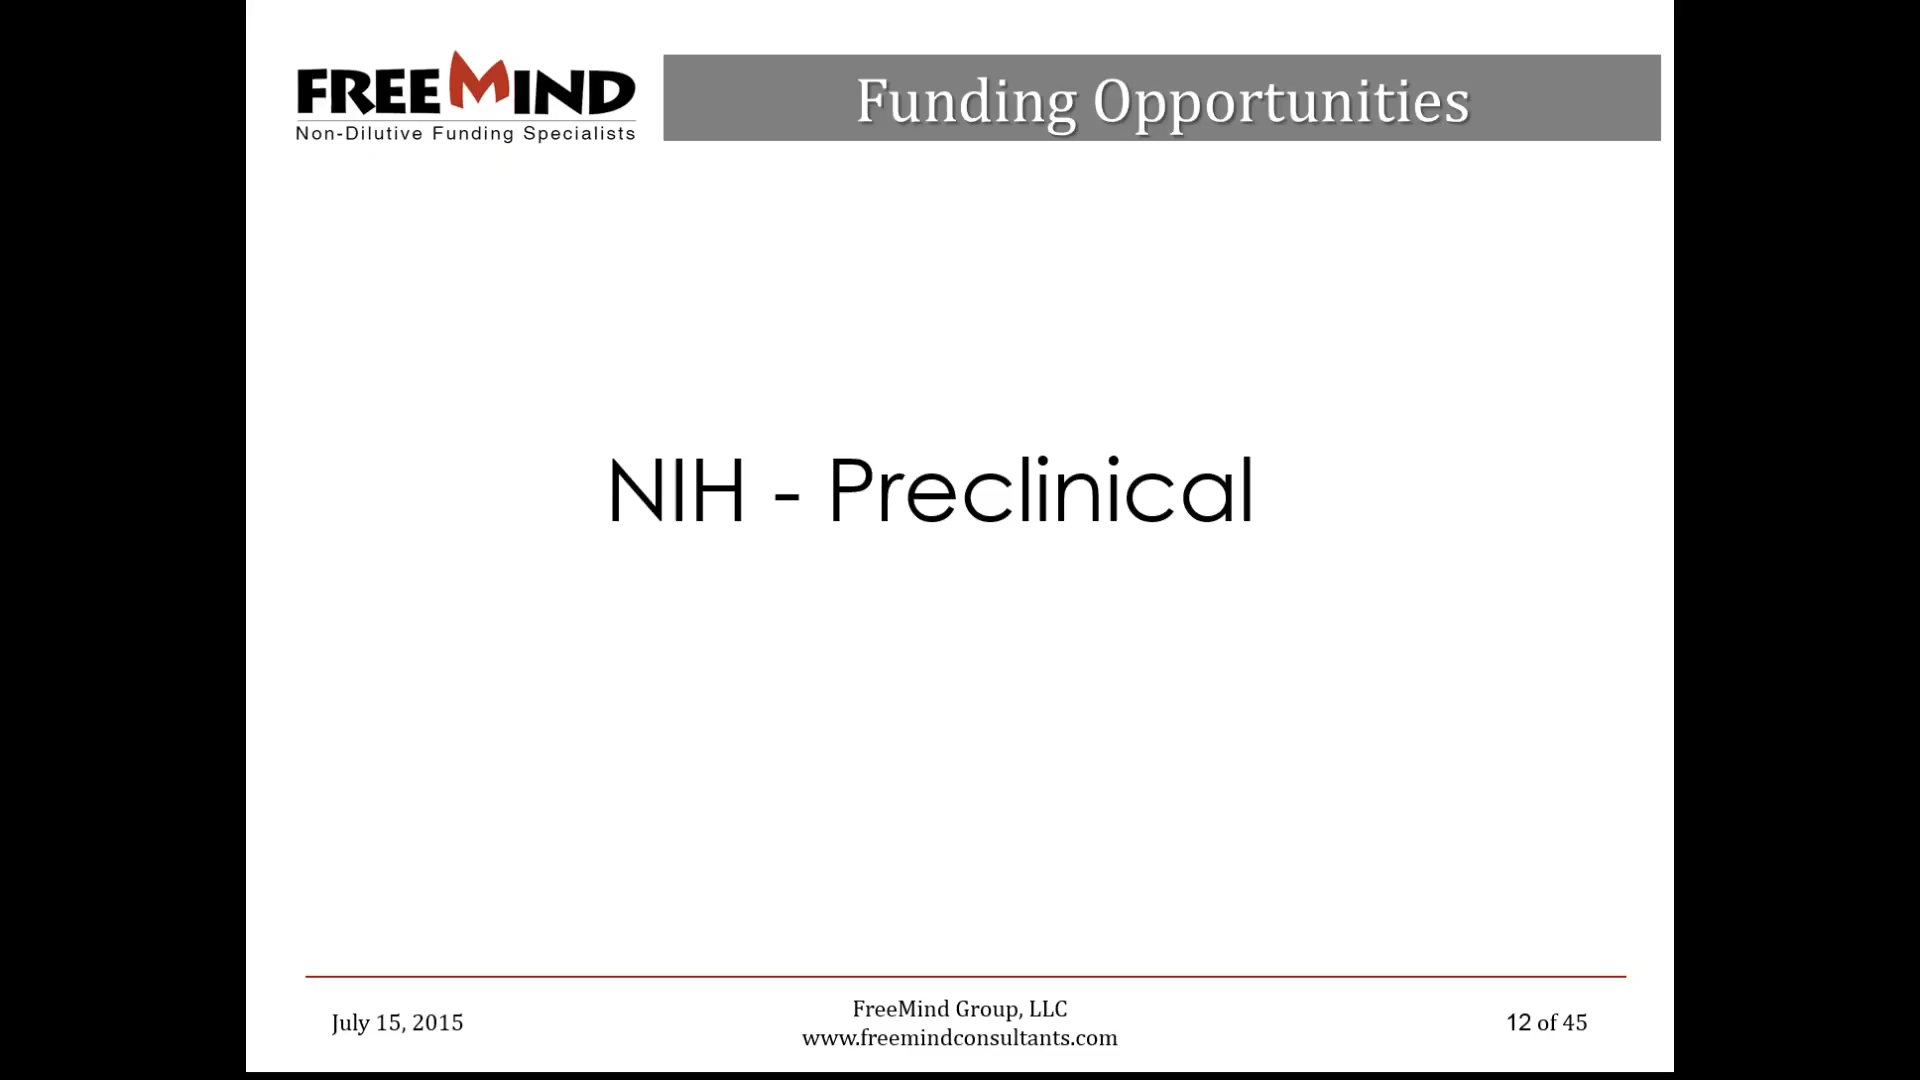 FREEMIND
Non-Dilutive Funding Specialists
Funding Opportunities
NIH - Preclinical
July 15, 2015
FreeMind Group, LLC
www.freemindconsultants.com
12 of 45